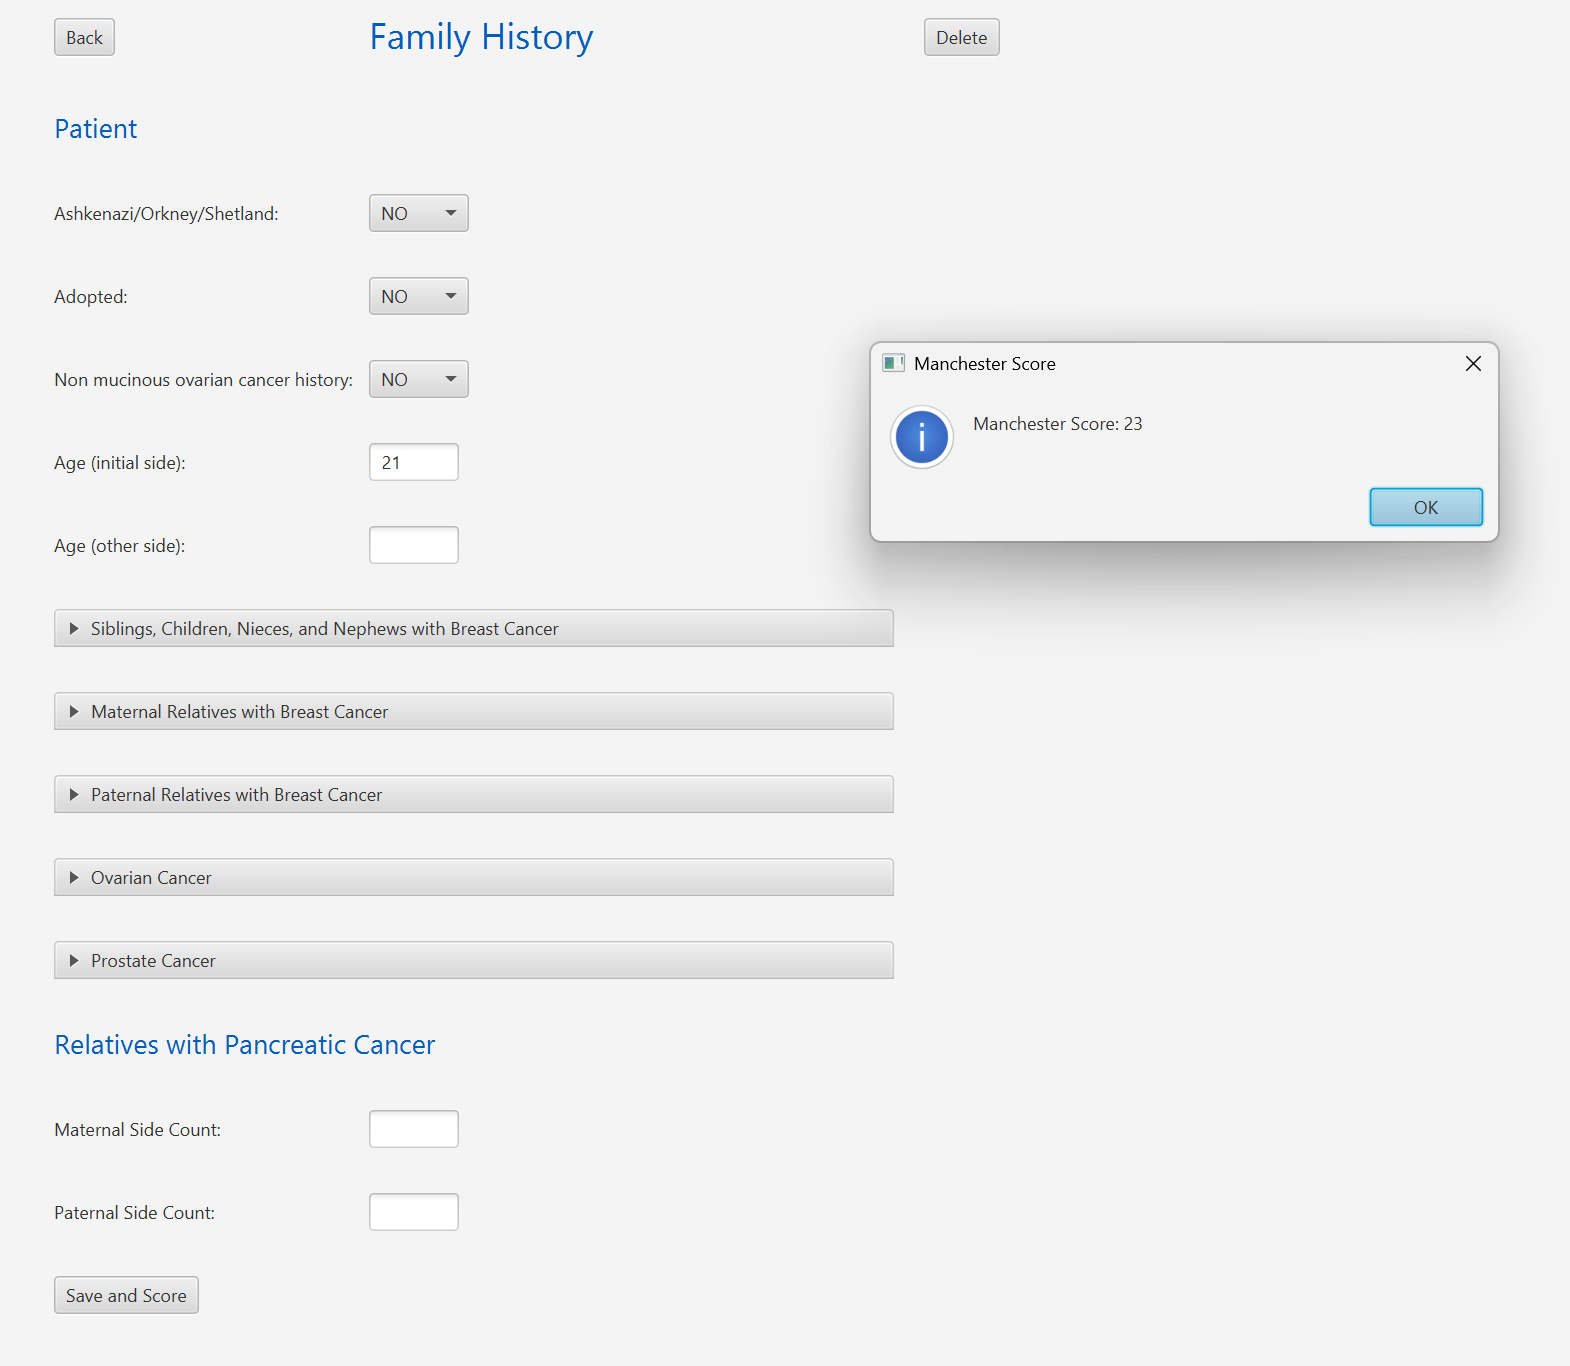 Back
Family History
Delete
Patient
Ashkenazi/Orkney/Shetland:
NO
Adopted:
NO
Non mucinous ovarian cancer history:
NO
Age (initial side):
21
Age (other side):
Manchester Score
Manchester Score: 23
OK
Siblings, Children, Nieces, and Nephews with Breast Cancer
Maternal Relatives with Breast Cancer
Paternal Relatives with Breast Cancer
Ovarian Cancer
Prostate Cancer
Relatives with Pancreatic Cancer
Maternal Side Count:
Paternal Side Count:
Save and Score